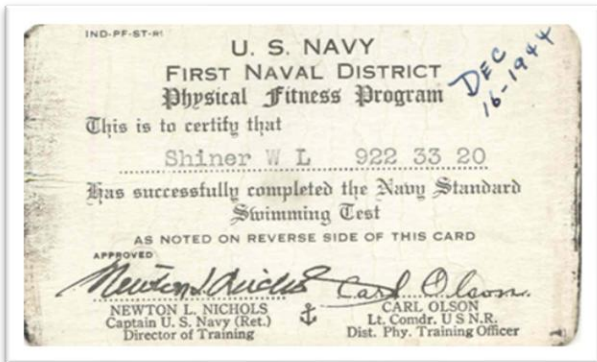 IND-PF-ST-R1
U. S. NAVY
FIRST NAVAL DISTRICT
Physical Fitness Program
DEC
16-1944
This is to certify that
Shiner W L 922 33 20
Has successfully completed the Navy Standard
Swimming Test
AS NOTED ON REVERSE SIDE OF THIS CARD
APPROVED
Newton L. Nichols
Carl Olson
NEWTON L. NICHOLS
CARL OLSON
Captain U. S. Navy (Ret.)
Lt. Comdr. U S N.R.
Director of Training
Dist. Phy. Training Officer